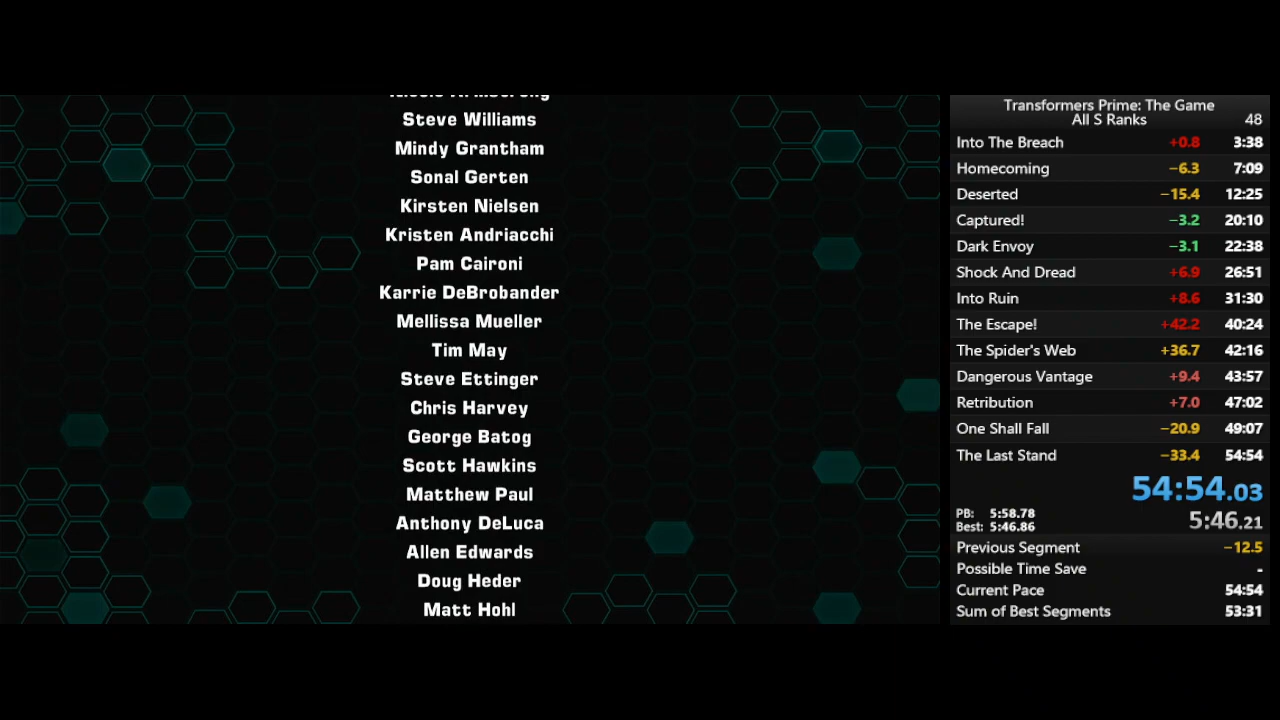 Steve Williams
Mindy Grantham
Sonal Gerten
Kirsten Nielsen
Kristen Andriacchi
Pam Caironi
Karrie DeBrobander
Mellissa Mueller
Tim May
Steve Ettinger
Chris Harvey
George Batog
Scott Hawkins
Matthew Paul
Anthony DeLuca
Allen Edwards
Doug Heder
Matt Hohl
Transformers Prime: The Game
All S Ranks 48
Into The Breach +0.8 3:38
Homecoming −6.3 7:09
Deserted −15.4 12:25
Captured! −3.2 20:10
Dark Envoy −3.1 22:38
Shock And Dread +6.9 26:51
Into Ruin +8.6 31:30
The Escape! +42.2 40:24
The Spider's Web +36.7 42:16
Dangerous Vantage +9.4 43:57
Retribution +7.0 47:02
One Shall Fall −20.9 49:07
The Last Stand −33.4 54:54
54:54.03
PB: 5:58.78
Best: 5:46.86
5:46.21
Previous Segment −12.5
Possible Time Save -
Current Pace 54:54
Sum of Best Segments 53:31